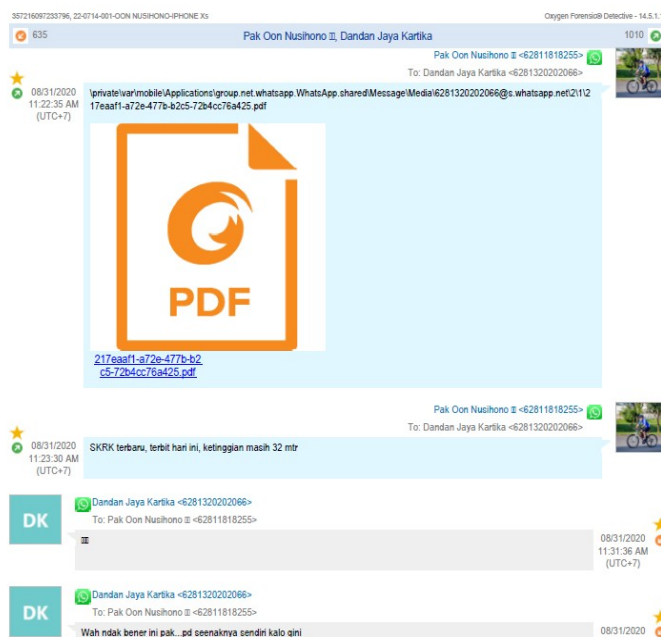 357216097233796, 22-0714-001-OON NUSIHONO-IPHONE Xs
Oxygen Forensic® Detective - 14.5.1.
635
Pak Oon Nusihono, Dandan Jaya Kartika
1010
Pak Oon Nusihono <62811818255>
To: Dandan Jaya Kartika <6281320202066>
08/31/2020
11:22:35 AM
(UTC+7)
\private\var\mobile\Applications\group.net.whatsapp.WhatsApp.shared\Message\Media\6281320202066@s.whatsapp.net\2\1\2
17eaaf1-a72e-477b-b2c5-72b4cc76a425.pdf
PDF
217eaaf1-a72e-477b-b2
c5-72b4cc76a425.pdf
Pak Oon Nusihono <62811818255>
To: Dandan Jaya Kartika <6281320202066>
08/31/2020
11:23:30 AM
(UTC+7)
SKRK terbaru, terbit hari ini, ketinggian masih 32 mtr
DK
Dandan Jaya Kartika <6281320202066>
To: Pak Oon Nusihono <62811818255>
08/31/2020
11:31:36 AM
(UTC+7)
DK
Dandan Jaya Kartika <6281320202066>
To: Pak Oon Nusihono <62811818255>
Wah ndak bener ini pak...pd seenaknya sendiri kalo gini
08/31/2020